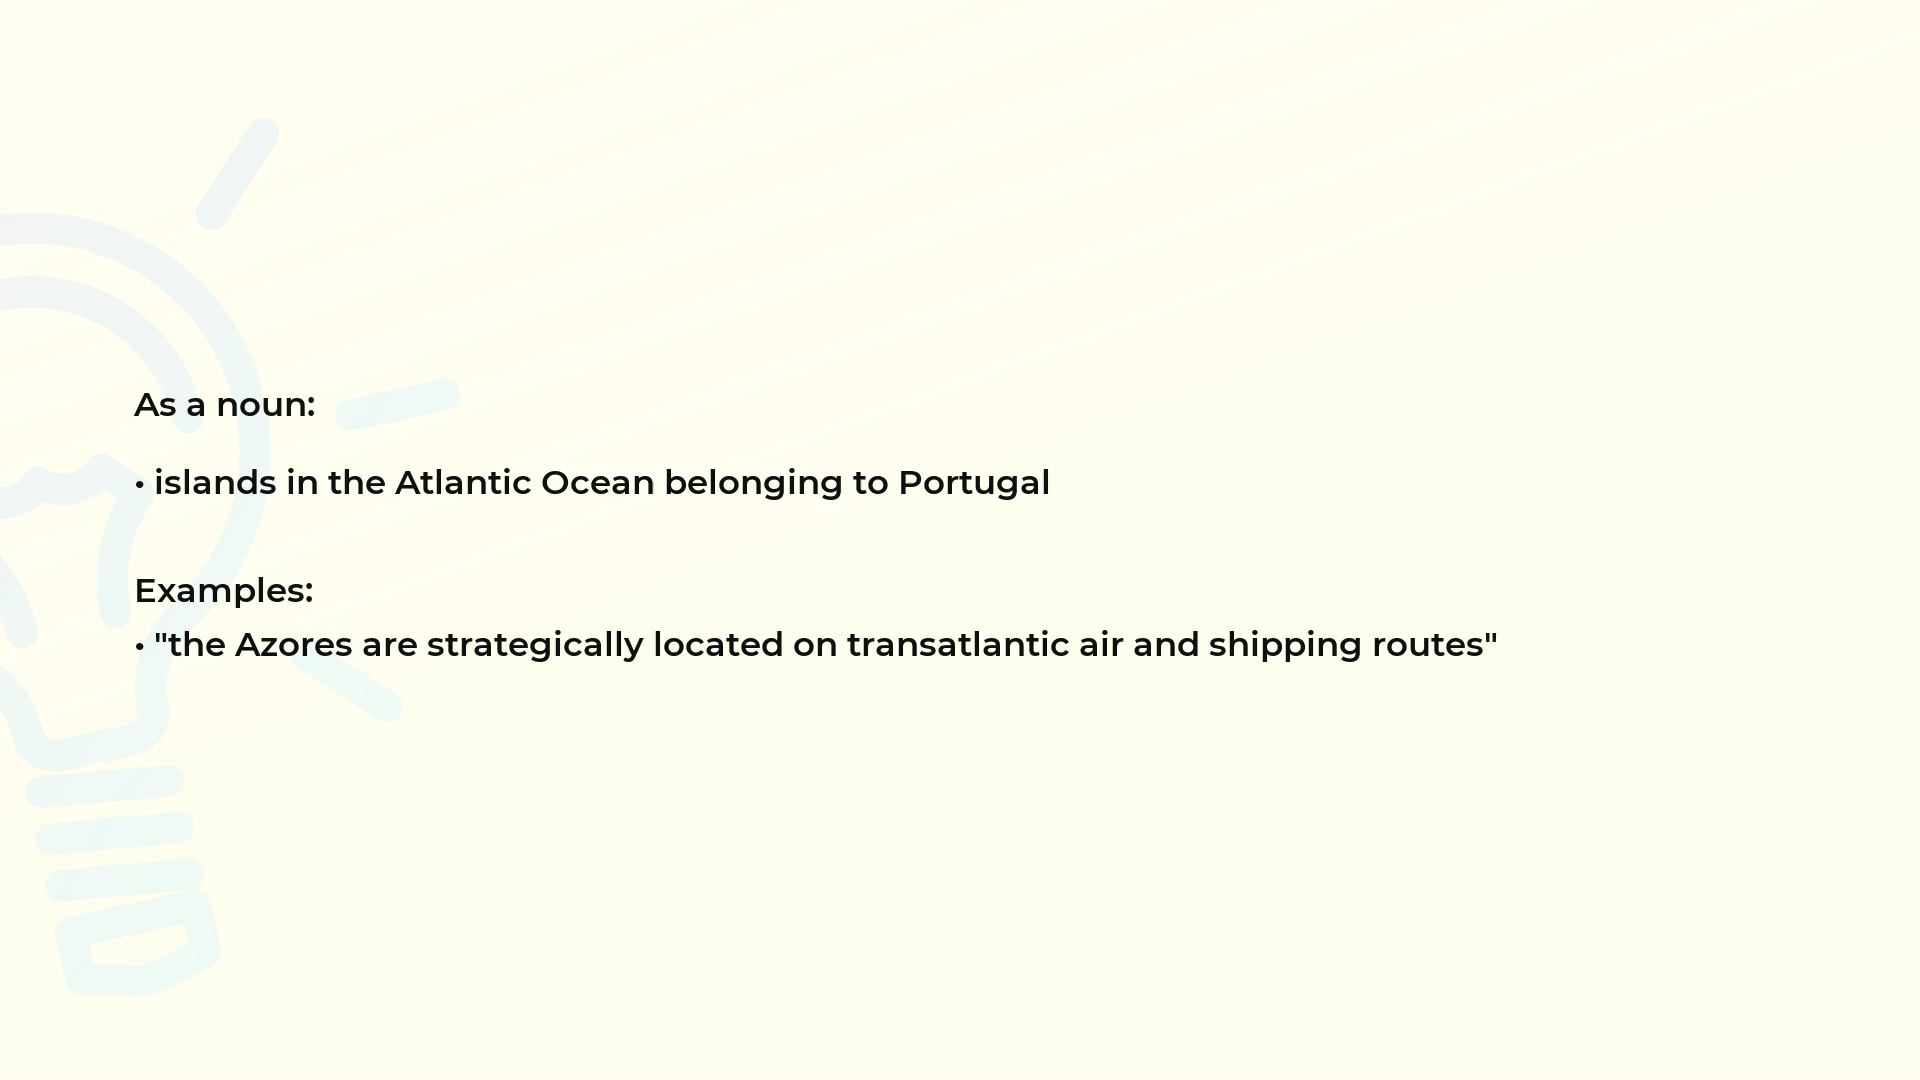 As a noun:
• islands in the Atlantic Ocean belonging to Portugal
Examples:
• "the Azores are strategically located on transatlantic air and shipping routes"